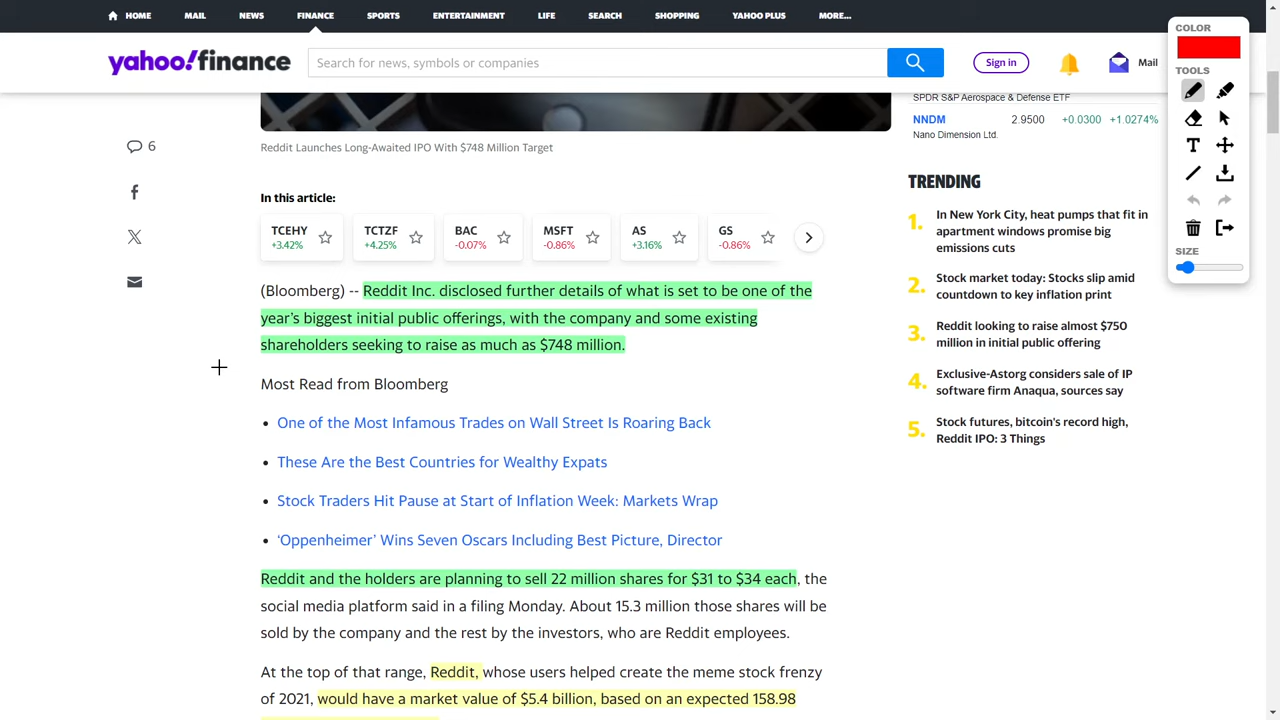 HOME MAIL NEWS FINANCE SPORTS ENTERTAINMENT LIFE SEARCH SHOPPING YAHOO PLUS MORE...
yahoo!finance
Search for news, symbols or companies
Sign in
Mail
COLOR
TOOLS
T
SIZE
6
Reddit Launches Long-Awaited IPO With $748 Million Target
In this article:
TCEHY
+3.42%
TCTZF
+4.25%
BAC
-0.07%
MSFT
-0.86%
AS
+3.16%
GS
-0.86%
(Bloomberg) -- Reddit Inc. disclosed further details of what is set to be one of the
year’s biggest initial public offerings, with the company and some existing
shareholders seeking to raise as much as $748 million.
Most Read from Bloomberg
• One of the Most Infamous Trades on Wall Street Is Roaring Back
• These Are the Best Countries for Wealthy Expats
• Stock Traders Hit Pause at Start of Inflation Week: Markets Wrap
• ‘Oppenheimer’ Wins Seven Oscars Including Best Picture, Director
Reddit and the holders are planning to sell 22 million shares for $31 to $34 each, the
social media platform said in a filing Monday. About 15.3 million those shares will be
sold by the company and the rest by the investors, who are Reddit employees.
At the top of that range, Reddit, whose users helped create the meme stock frenzy
of 2021, would have a market value of $5.4 billion, based on an expected 158.98
SPDR S&P Aerospace & Defense ETF
NNDM 2.9500 +0.0300 +1.0274%
Nano Dimension Ltd.
TRENDING
1. In New York City, heat pumps that fit in
apartment windows promise big
emissions cuts
2. Stock market today: Stocks slip amid
countdown to key inflation print
3. Reddit looking to raise almost $750
million in initial public offering
4. Exclusive-Astorg considers sale of IP
software firm Anaqua, sources say
5. Stock futures, bitcoin's record high,
Reddit IPO: 3 Things